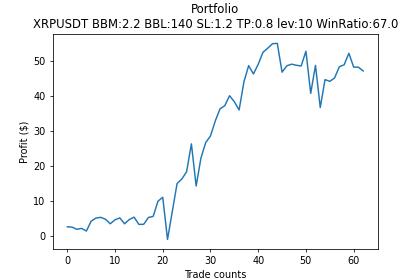 Portfolio
XRPUSDT BBM:2.2 BBL:140 SL:1.2 TP:0.8 lev:10 WinRatio:67.0
50
40
30
20
10
0
Profit ($)
0 10 20 30 40 50 60
Trade counts